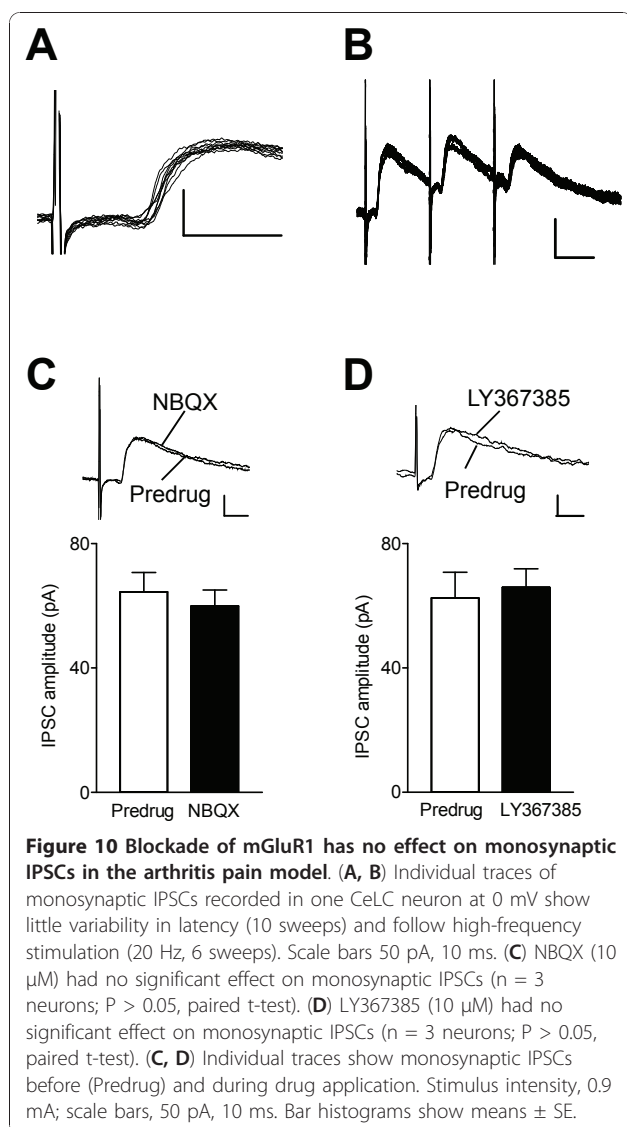 A
B
C
NBQX
Predrug
80
40
0
IPSC amplitude (pA)
Predrug
NBQX
D
LY367385
Predrug
80
40
0
IPSC amplitude (pA)
Predrug
LY367385
Figure 10 Blockade of mGluR1 has no effect on monosynaptic
IPSCs in the arthritis pain model. (A, B) Individual traces of
monosynaptic IPSCs recorded in one CeLC neuron at 0 mV show
little variability in latency (10 sweeps) and follow high-frequency
stimulation (20 Hz, 6 sweeps). Scale bars 50 pA, 10 ms. (C) NBQX (10
μM) had no significant effect on monosynaptic IPSCs (n = 3
neurons; P > 0.05, paired t-test). (D) LY367385 (10 μM) had no
significant effect on monosynaptic IPSCs (n = 3 neurons; P > 0.05,
paired t-test). (C, D) Individual traces show monosynaptic IPSCs
before (Predrug) and during drug application. Stimulus intensity, 0.9
mA; scale bars, 50 pA, 10 ms. Bar histograms show means ± SE.